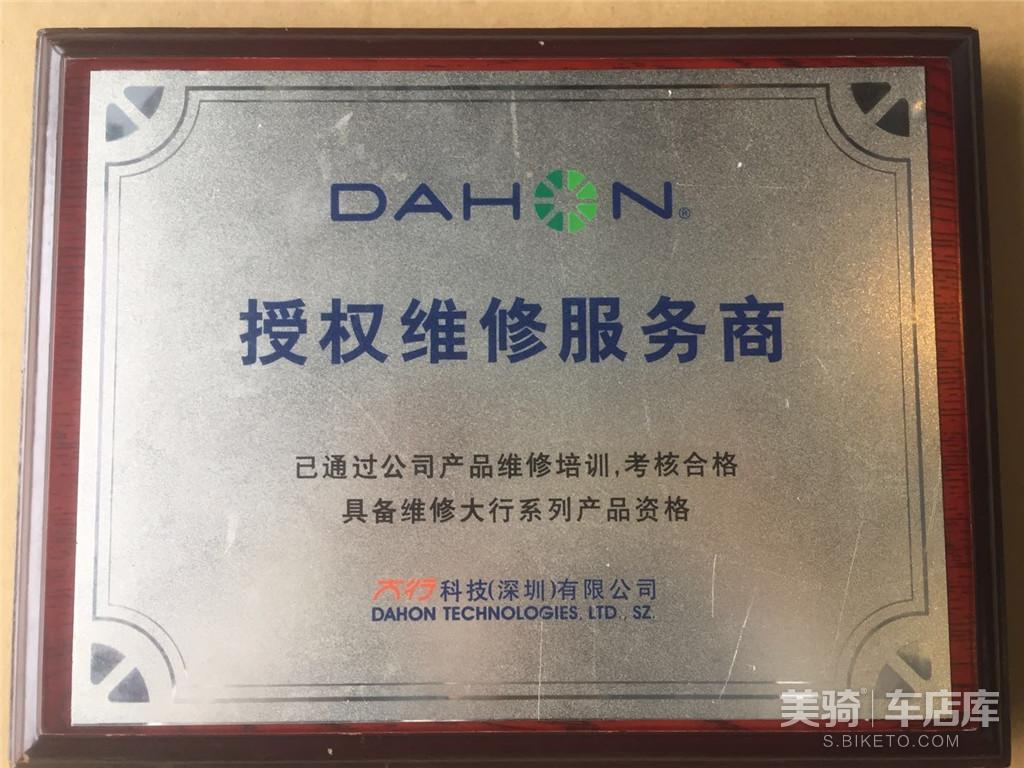 DAHON®
授权维修服务商
已通过公司产品维修培训,考核合格
具备维修大行系列产品资格
大行科技(深圳)有限公司
DAHON TECHNOLOGIES, LTD., SZ.
美骑®|车店库
S.BIKETO.COM